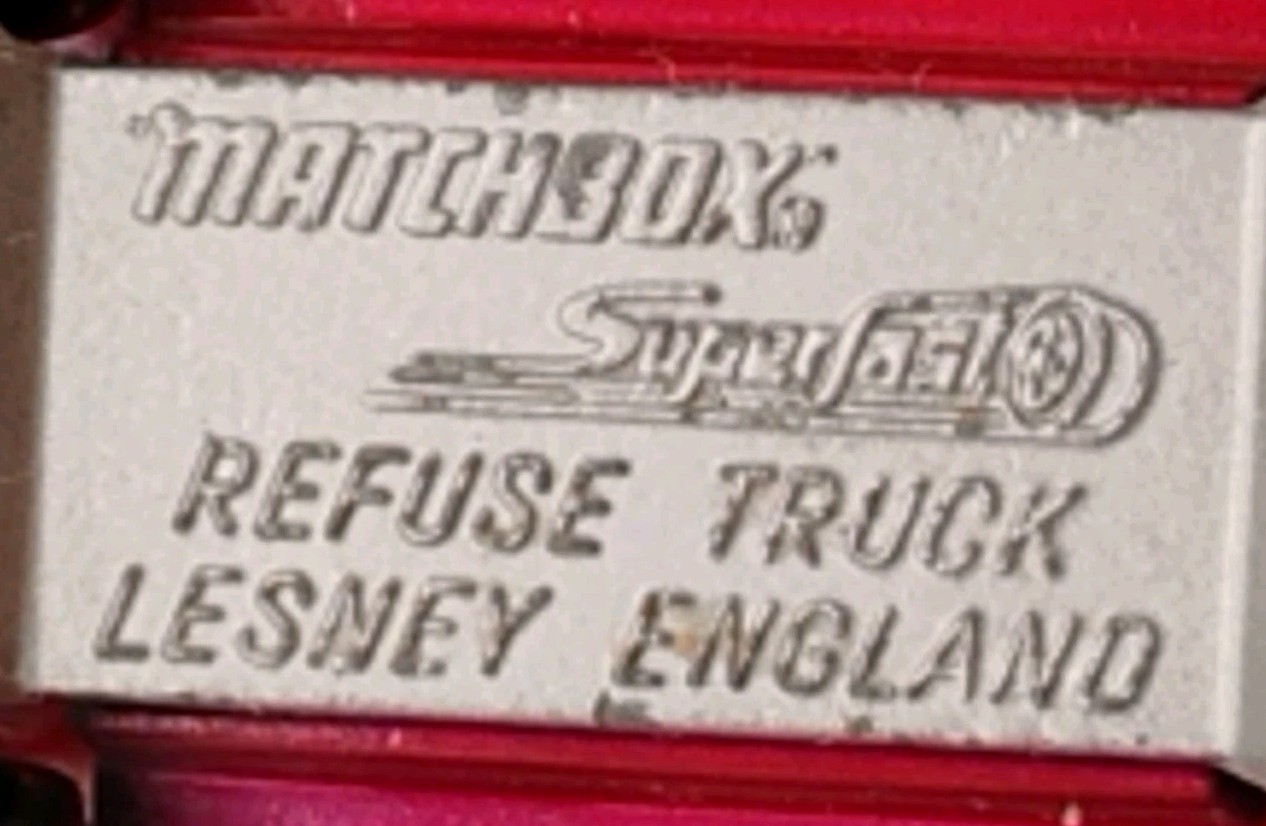 "MATCHBOX"®
Superfast
REFUSE TRUCK
LESNEY ENGLAND